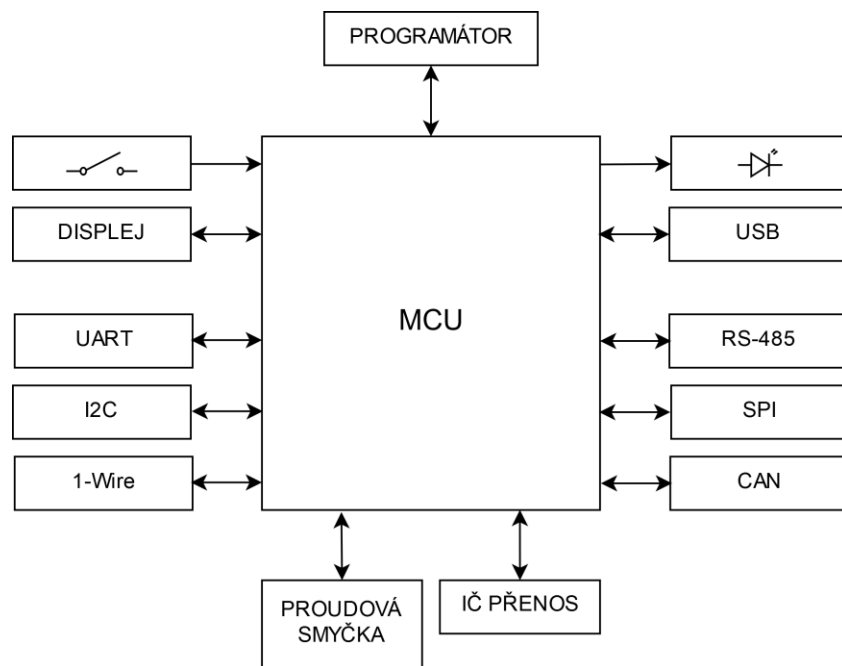 PROGRAMÁTOR
DISPLEJ
USB
MCU
UART
RS-485
I2C
SPI
1-Wire
CAN
PROUDOVÁ
SMYČKA
IČ PŘENOS